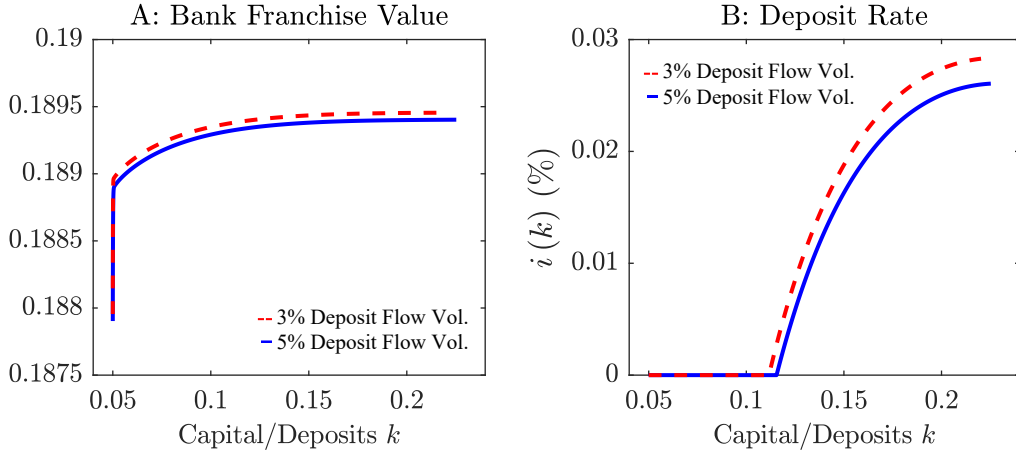 A: Bank Franchise Value
0.19
0.1895
0.189
0.1885
0.188
0.1875
3% Deposit Flow Vol.
5% Deposit Flow Vol.
0.05 0.1 0.15 0.2
Capital/Deposits k
B: Deposit Rate
i (k) (%)
0.03
0.02
0.01
0
3% Deposit Flow Vol.
5% Deposit Flow Vol.
0.05 0.1 0.15 0.2
Capital/Deposits k